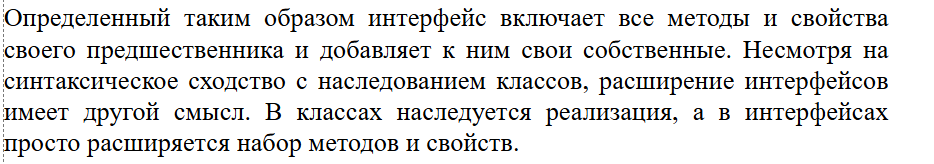 Определенный таким образом интерфейс включает все методы и свойства
своего предшественника и добавляет к ним свои собственные. Несмотря на
синтаксическое сходство с наследованием классов, расширение интерфейсов
имеет другой смысл. В классах наследуется реализация, а в интерфейсах
просто расширяется набор методов и свойств.